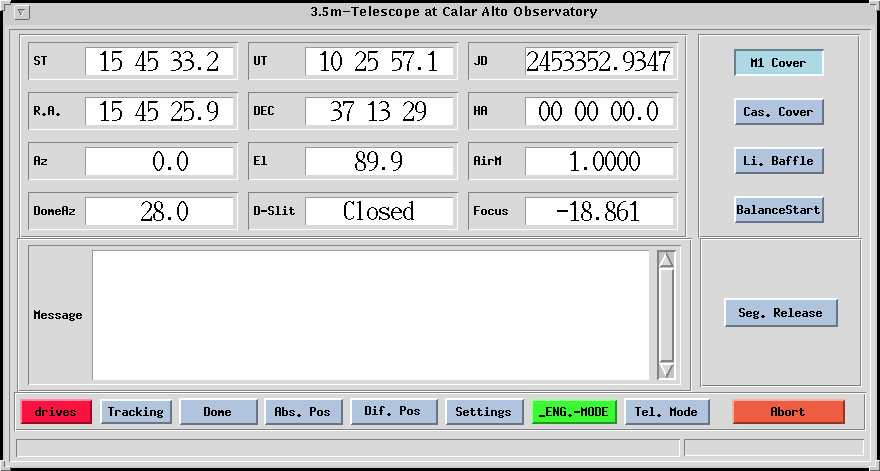 3.5m-Telescope at Calar Alto Observatory
ST 15 45 33.2 UT 10 25 57.1 JD 2453352.9347 M1 Cover
R.A. 15 45 25.9 DEC 37 13 29 HA 00 00 00.0 Cas. Cover
Az 0.0 El 89.9 AirM 1.0000 Li. Baffle
DomeAz 28.0 D-Slit Closed Focus -18.861 BalanceStart
Message Seg. Release
drives Tracking Dome Abs. Pos Dif. Pos Settings _ENG.-MODE Tel. Mode Abort